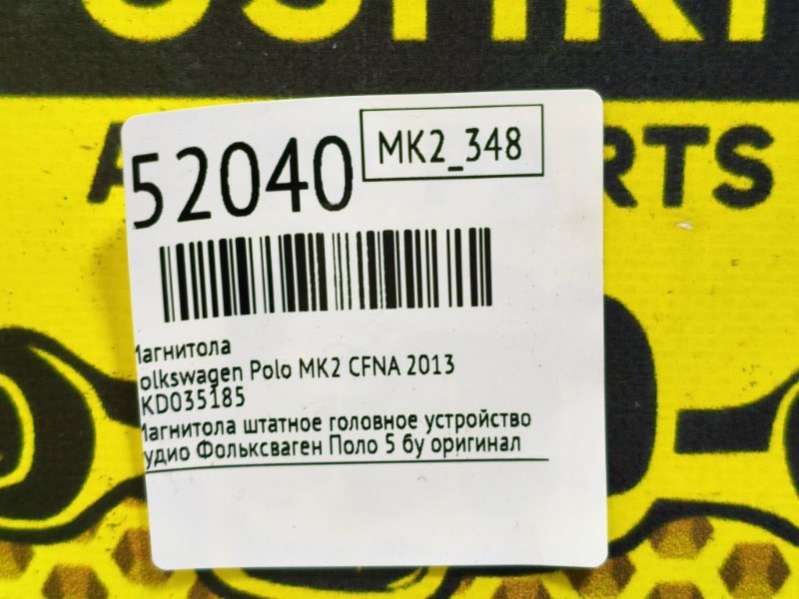 52040
MK2_348
Магнитола
olkswagen Polo MK2 CFNA 2013
KD035185
Магнитола штатное головное устройство
удио Фольксваген Поло 5 бу оригинал
RTS